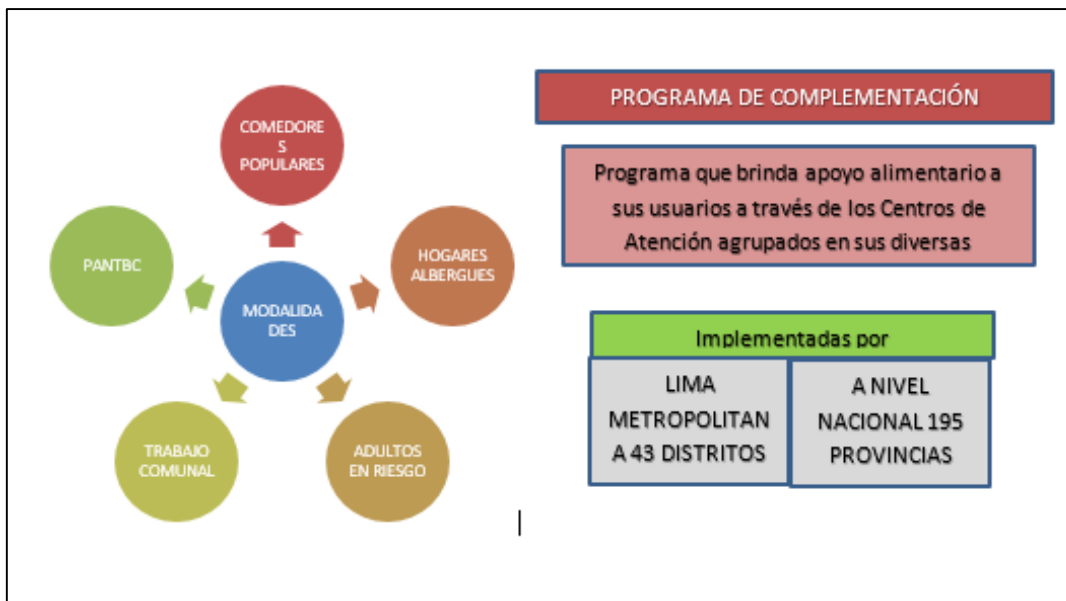 COMEDORE
S
POPULARES
HOGARES
ALBERGUES
ADULTOS
EN RIESGO
TRABAJO
COMUNAL
PANTBC
MODALIDA
DES
PROGRAMA DE COMPLEMENTACIÓN
Programa que brinda apoyo alimentario a
sus usuarios a través de los Centros de
Atención agrupados en sus diversas
Implementadas por
LIMA
METROPOLITAN
A 43 DISTRITOS
A NIVEL
NACIONAL 195
PROVINCIAS